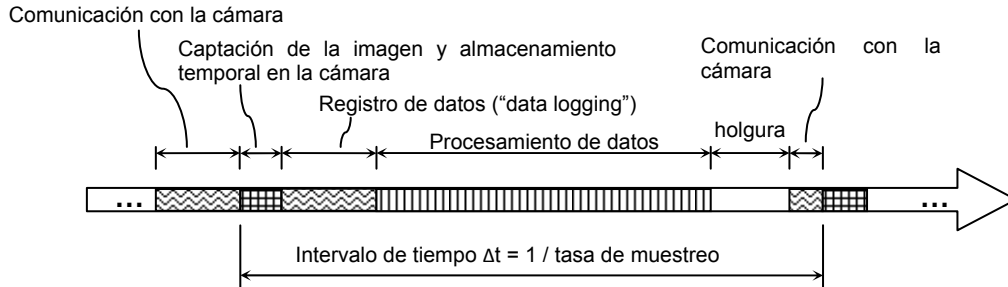 Comunicación con la cámara
Captación de la imagen y almacenamiento
temporal en la cámara
Comunicación con la
cámara
Registro de datos (“data logging”)
Procesamiento de datos
holgura
...
...
Intervalo de tiempo Δt = 1 / tasa de muestreo